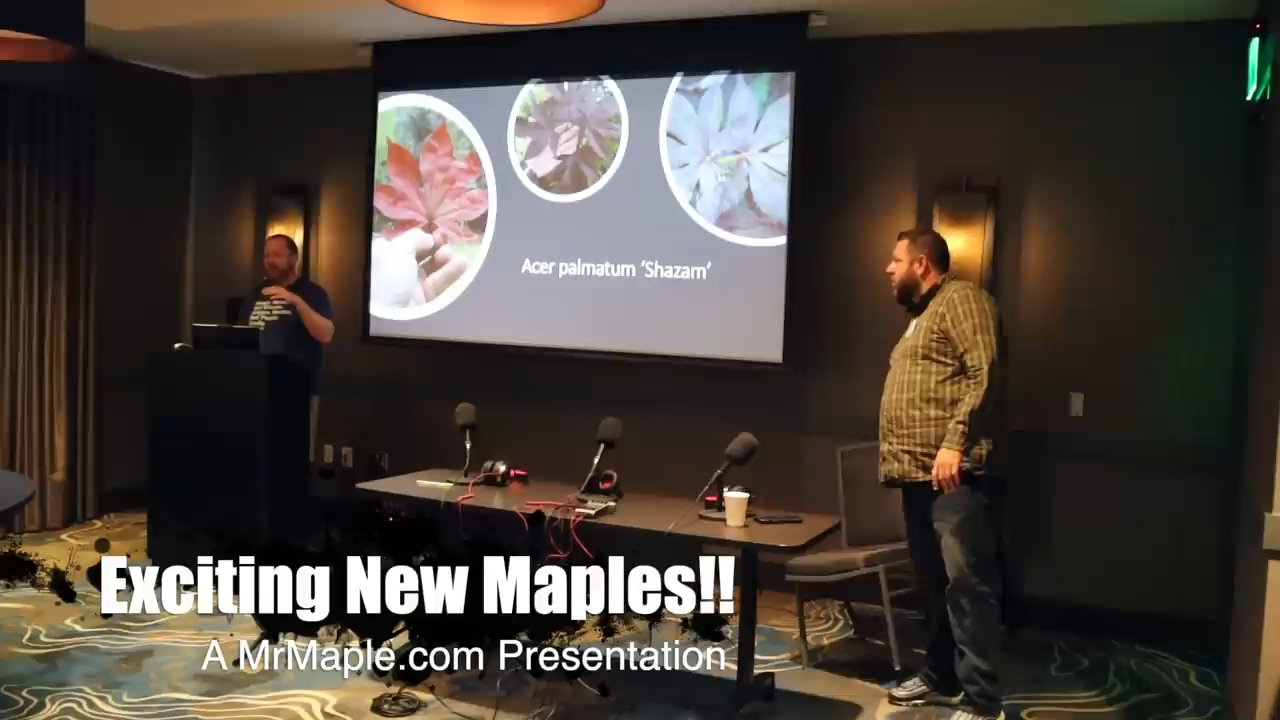 Acer palmatum ‘Shazam’
Exciting New Maples!!
A MrMaple.com Presentation